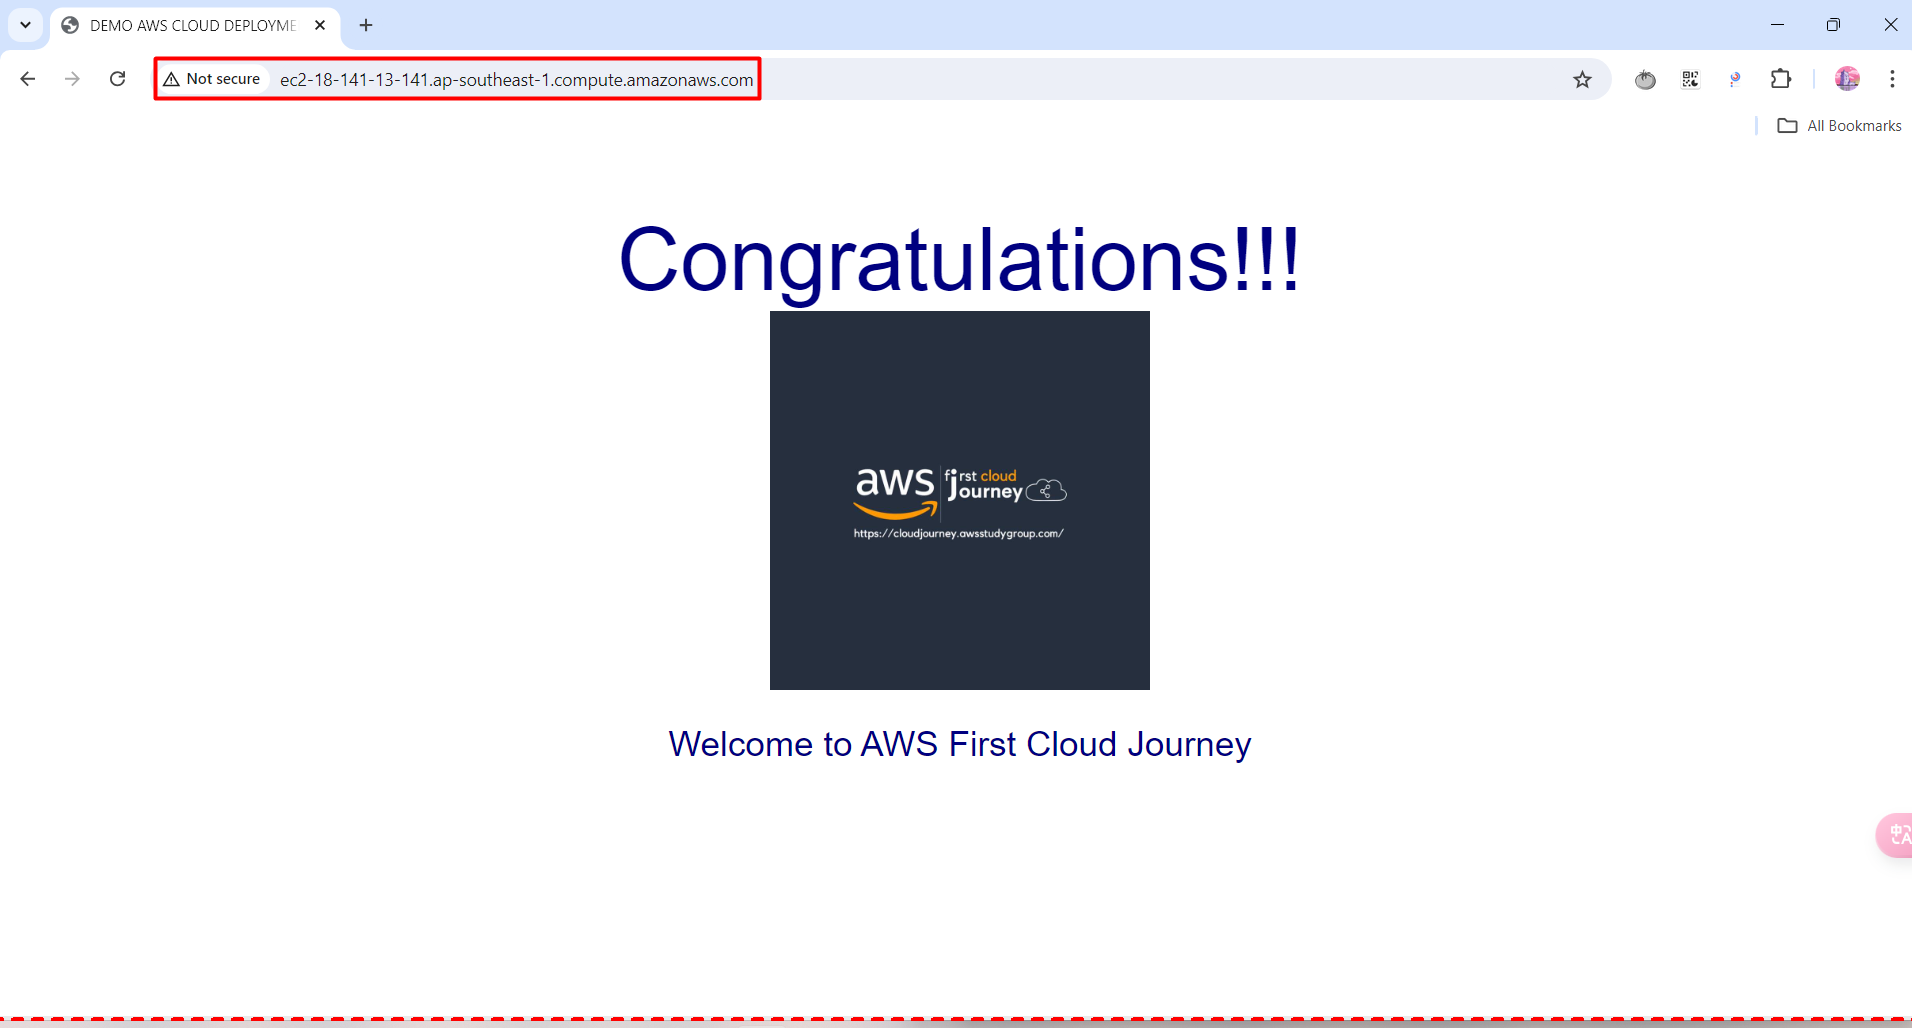 DEMO AWS CLOUD DEPLOYME
Not secure
ec2-18-141-13-141.ap-southeast-1.compute.amazonaws.com
All Bookmarks
Congratulations!!!
aws
first cloud
journey
https://cloudjourney.awsstudygroup.com/
Welcome to AWS First Cloud Journey
中
A